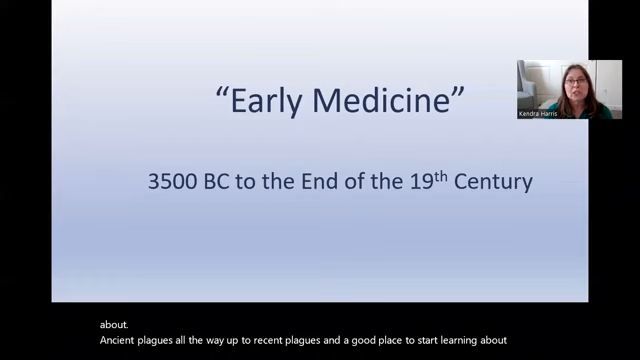 “Early Medicine”
Kendra Harris
3500 BC to the End of the 19th Century
about.
Ancient plagues all the way up to recent plagues and a good place to start learning about